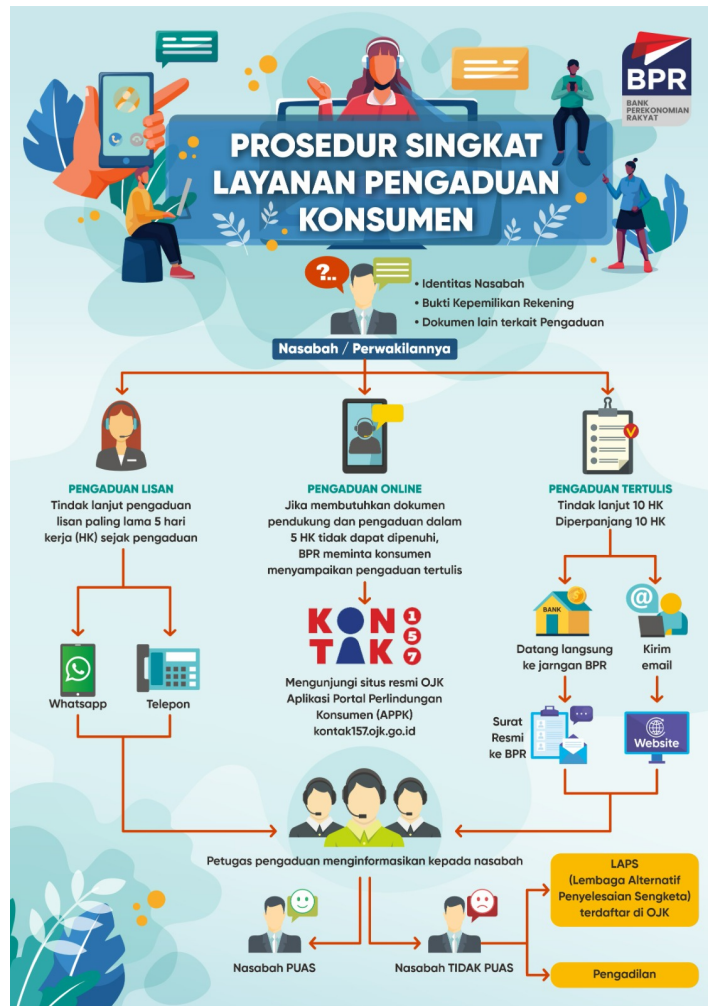 BPR
BANK
PEREKONOMIAN
RAKYAT
PROSEDUR SINGKAT
LAYANAN PENGADUAN
KONSUMEN
?..
• Identitas Nasabah
• Bukti Kepemilikan Rekening
• Dokumen lain terkait Pengaduan
Nasabah / Perwakilannya
PENGADUAN LISAN
Tindak lanjut pengaduan
lisan paling lama 5 hari
kerja (HK) sejak pengaduan
Whatsapp
Telepon
PENGADUAN ONLINE
Jika membutuhkan dokumen
pendukung dan pengaduan dalam
5 HK tidak dapat dipenuhi,
BPR meminta konsumen
menyampaikan pengaduan tertulis
KONTAK 157
Mengunjungi situs resmi OJK
Aplikasi Portal Perlindungan
Konsumen (APPK)
kontak157.ojk.go.id
PENGADUAN TERTULIS
Tindak lanjut 10 HK
Diperpanjang 10 HK
BANK
@
Datang langsung
ke jarngan BPR
Kirim
email
Surat
Resmi
ke BPR
Website
Petugas pengaduan menginformasikan kepada nasabah
Nasabah PUAS
Nasabah TIDAK PUAS
LAPS
(Lembaga Alternatif
Penyelesaian Sengketa)
terdaftar di OJK
Pengadilan